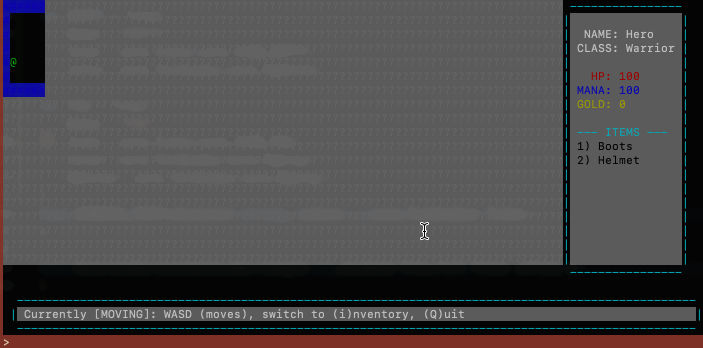 NAME: Hero
CLASS: Warrior
HP: 100
MANA: 100
GOLD: 0
——— ITEMS ———
1) Boots
2) Helmet
@
Currently [MOVING]: WASD (moves), switch to (i)nventory, (Q)uit
>